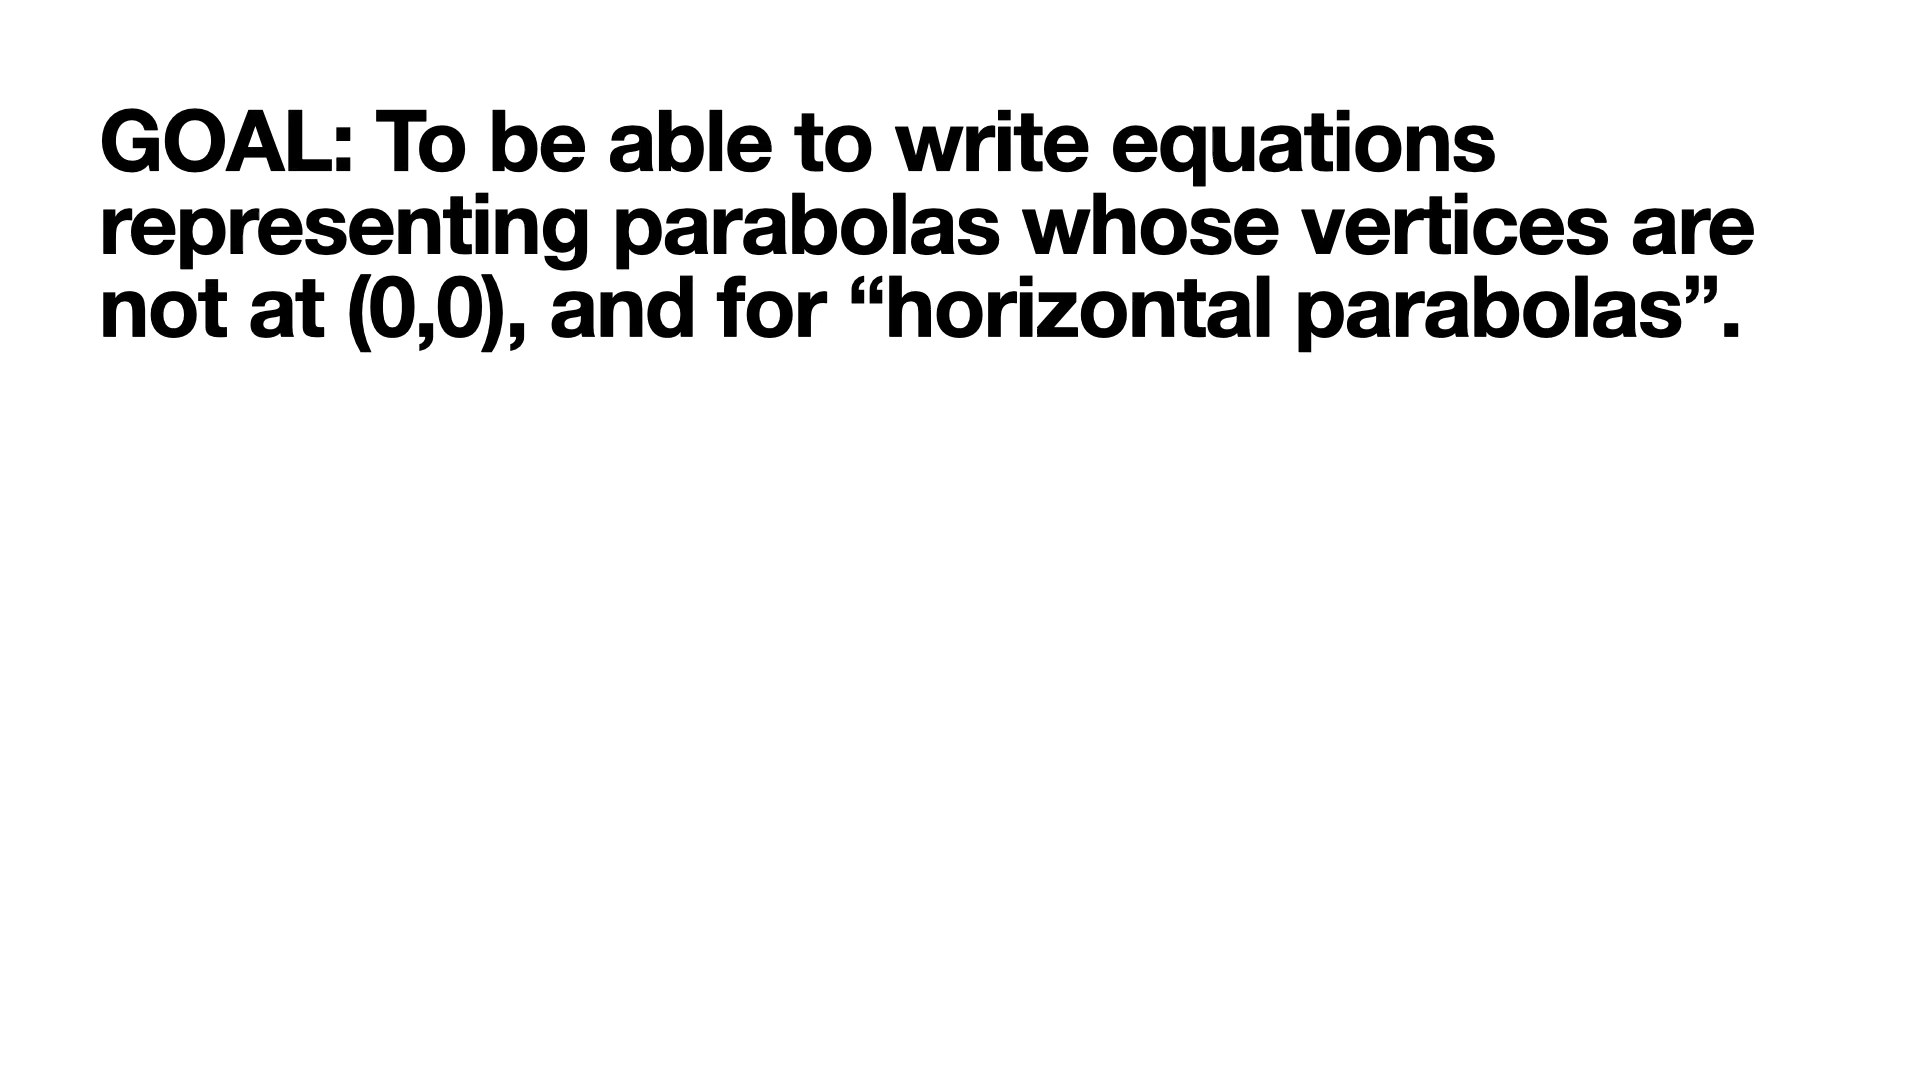 GOAL: To be able to write equations
representing parabolas whose vertices are
not at (0,0), and for “horizontal parabolas”.